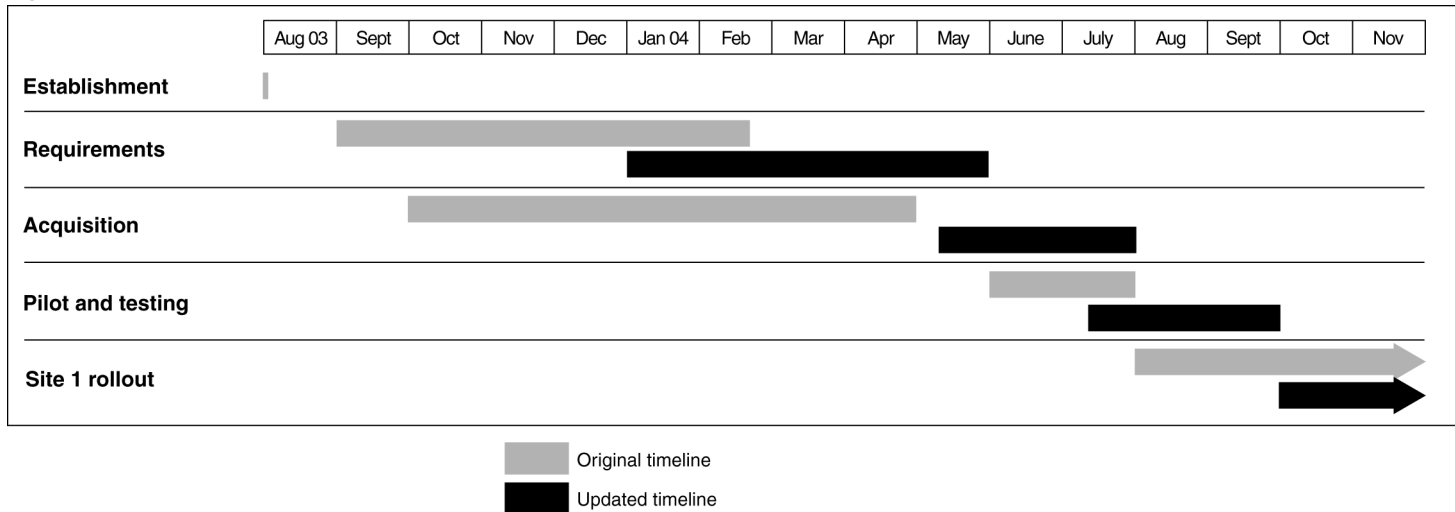 Aug 03 Sept Oct Nov Dec Jan 04 Feb Mar Apr May June July Aug Sept Oct Nov
Establishment
Requirements
Acquisition
Pilot and testing
Site 1 rollout
Original timeline
Updated timeline